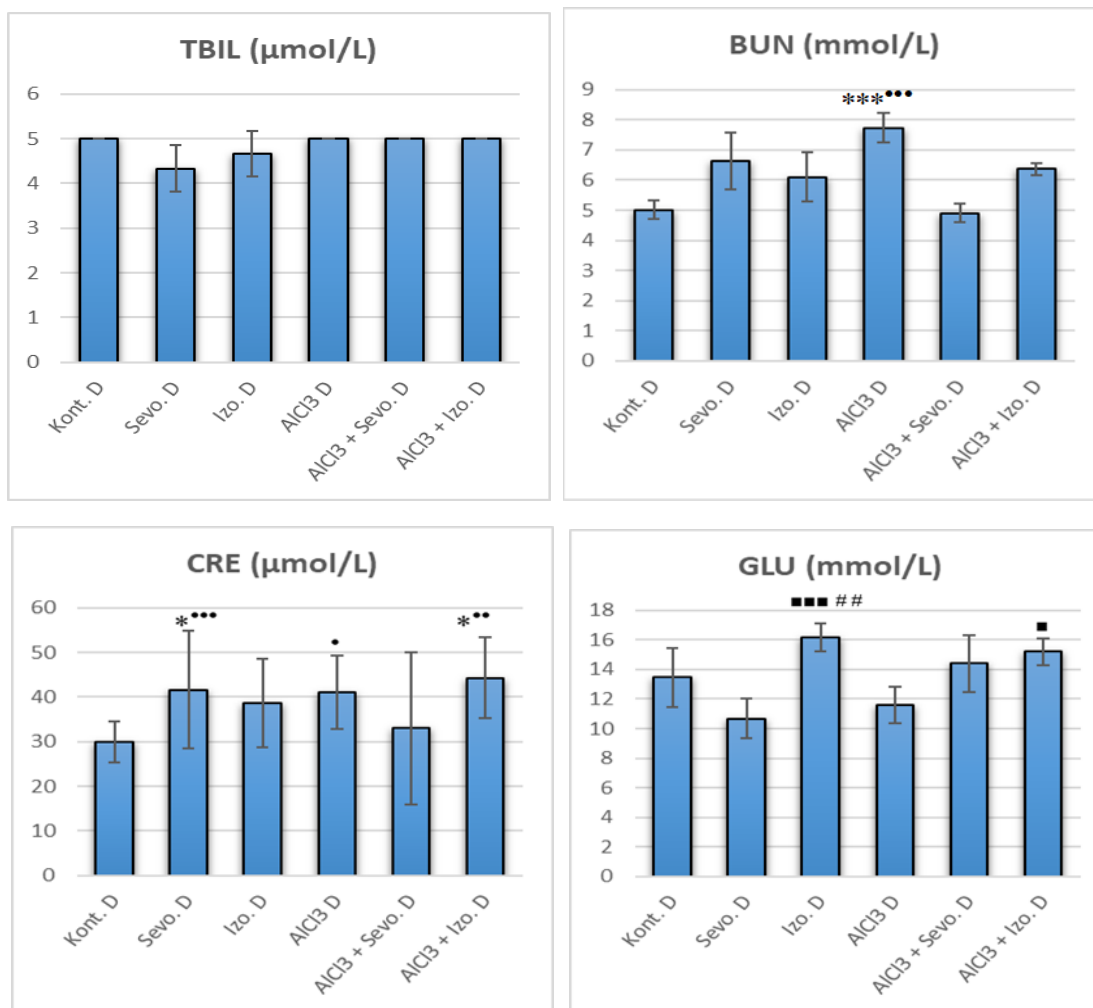 TBIL (µmol/L)
6
5
4
3
2
1
0
Kont. D
Sevo. D
Izo. D
AlCl3 D
AlCl3 + Sevo. D
AlCl3 + Izo. D
BUN (mmol/L)
***•••
9
8
7
6
5
4
3
2
1
0
Kont. D
Sevo. D
Izo. D
AlCl3 D
AlCl3 + Sevo. D
AlCl3 + Izo. D
CRE (µmol/L)
60
*••• • *••
50
40
30
20
10
0
Kont. D
Sevo. D
Izo. D
AlCl3 D
AlCl3 + Sevo. D
AlCl3 + Izo. D
GLU (mmol/L)
■■■ ## ■
18
16
14
12
10
8
6
4
2
0
Kont. D
Sevo. D
Izo. D
AlCl3 D
AlCl3 + Sevo. D
AlCl3 + Izo. D